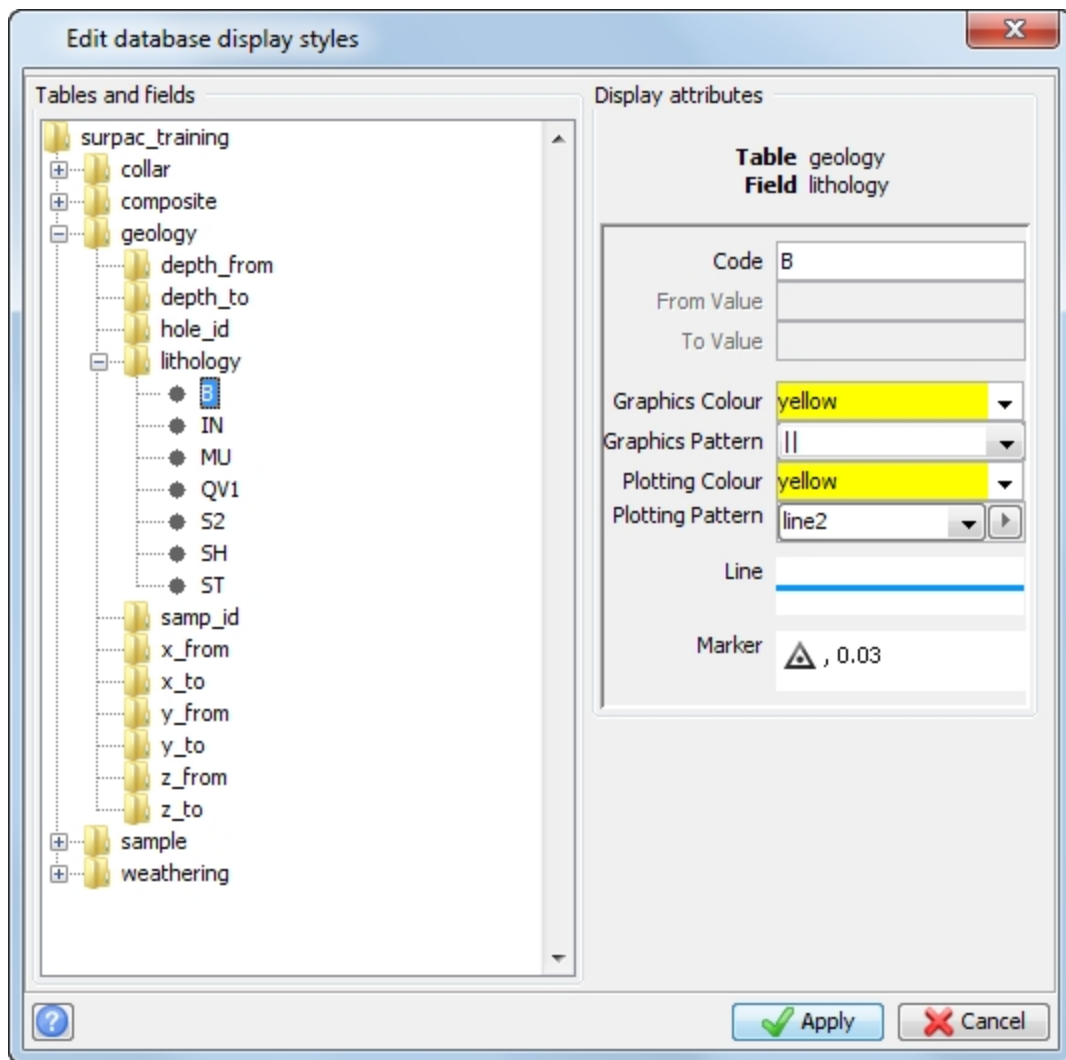 Edit database display styles
Tables and fields
surpac_training
collar
composite
geology
depth_from
depth_to
hole_id
lithology
B
IN
MU
QV1
S2
SH
ST
samp_id
x_from
x_to
y_from
y_to
z_from
z_to
sample
weathering
Display attributes
Table geology
Field lithology
Code B
From Value
To Value
Graphics Colour yellow
Graphics Pattern ||
Plotting Colour yellow
Plotting Pattern line2
Line
Marker , 0.03
? Apply Cancel